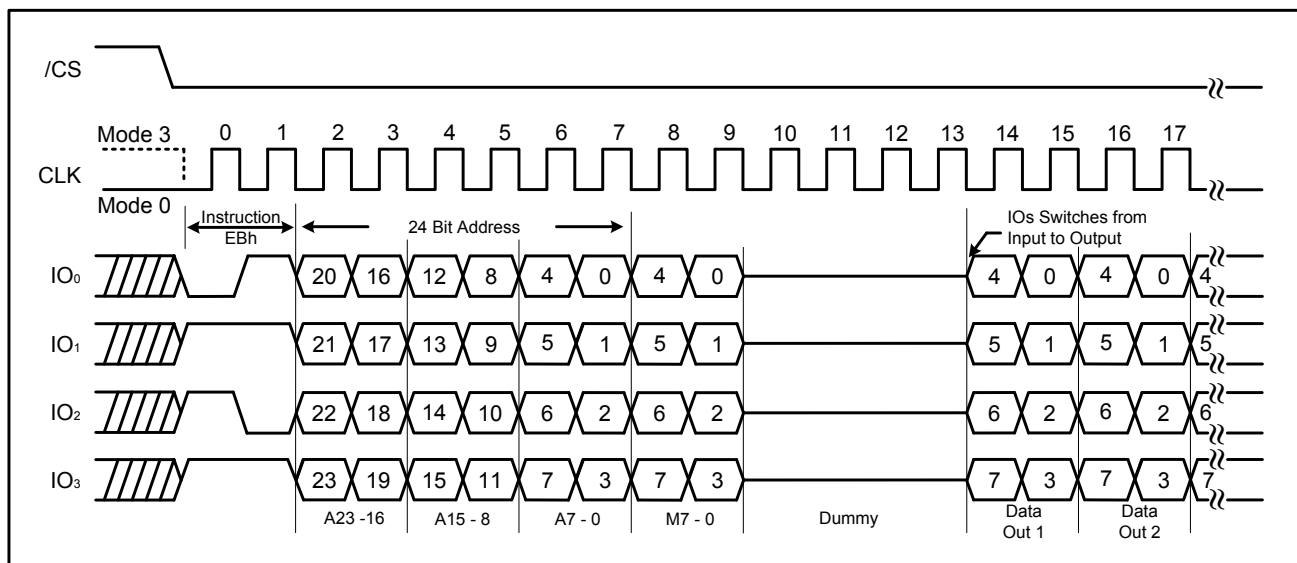 /CS
Mode 3 0 1 2 3 4 5 6 7 8 9 10 11 12 13 14 15 16 17
CLK
Mode 0
Instruction
EBh
24 Bit Address
IOs Switches from
Input to Output
IO0 20 16 12 8 4 0 4 0 4 0 4 0 4
IO1 21 17 13 9 5 1 5 1 5 1 5 1 5
IO2 22 18 14 10 6 2 6 2 6 2 6 2 6
IO3 23 19 15 11 7 3 7 3 7 3 7 3 7
A23 -16 A15 - 8 A7 - 0 M7 - 0 Dummy Data Data
Out 1 Out 2